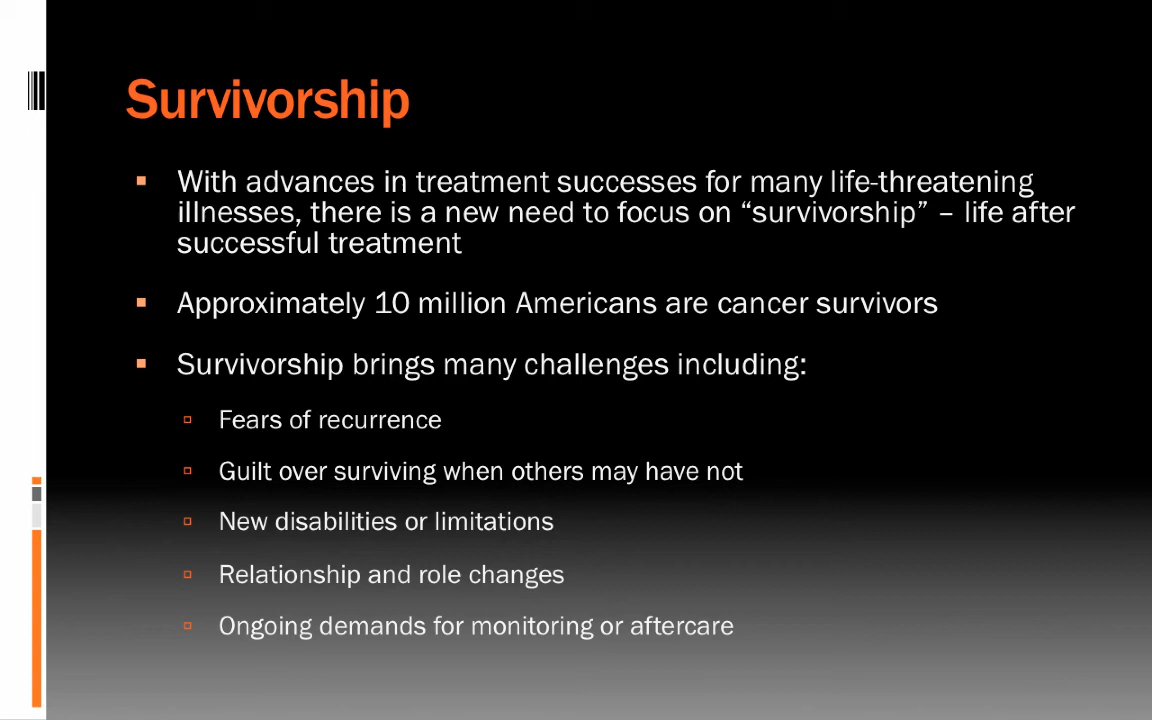 Survivorship
With advances in treatment successes for many life-threatening
illnesses, there is a new need to focus on “survivorship” – life after
successful treatment
Approximately 10 million Americans are cancer survivors
Survivorship brings many challenges including:
Fears of recurrence
Guilt over surviving when others may have not
New disabilities or limitations
Relationship and role changes
Ongoing demands for monitoring or aftercare